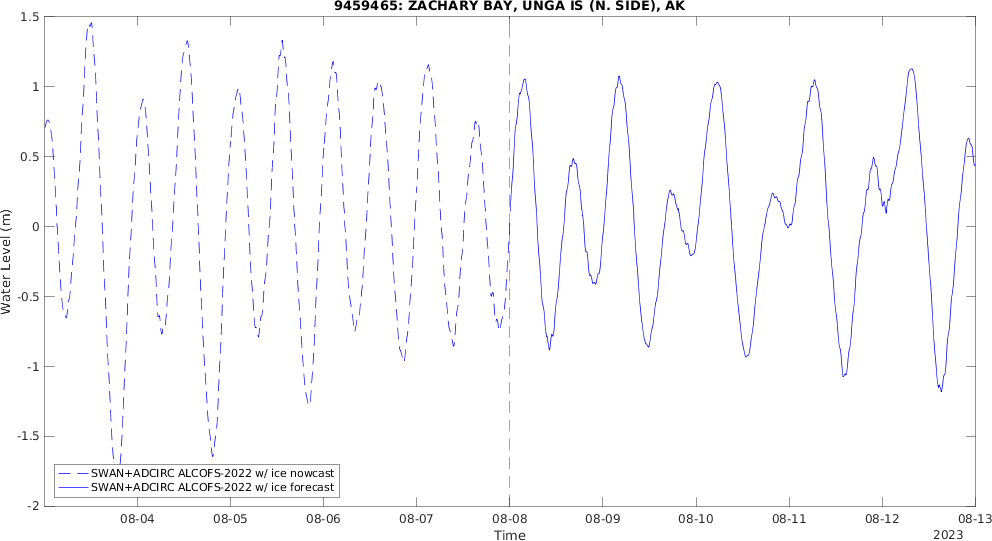 9459465: ZACHARY BAY, UNGA IS (N. SIDE), AK
Water Level (m)
1.5
1
0.5
0
-0.5
-1
-1.5
-2
SWAN+ADCIRC ALCOFS-2022 w/ ice nowcast
SWAN+ADCIRC ALCOFS-2022 w/ ice forecast
08-04 08-05 08-06 08-07 08-08 08-09 08-10 08-11 08-12 08-13
Time
2023